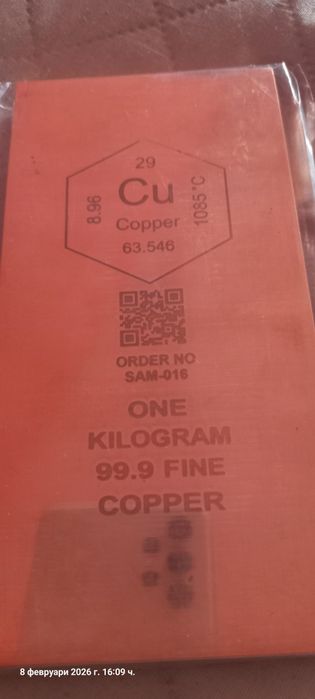 29
8.96
Cu
1085°C
Copper
63.546
ORDER NO
SAM-016
ONE
KILOGRAM
99.9 FINE
COPPER
8 февруари 2026 г. 16:09 ч.